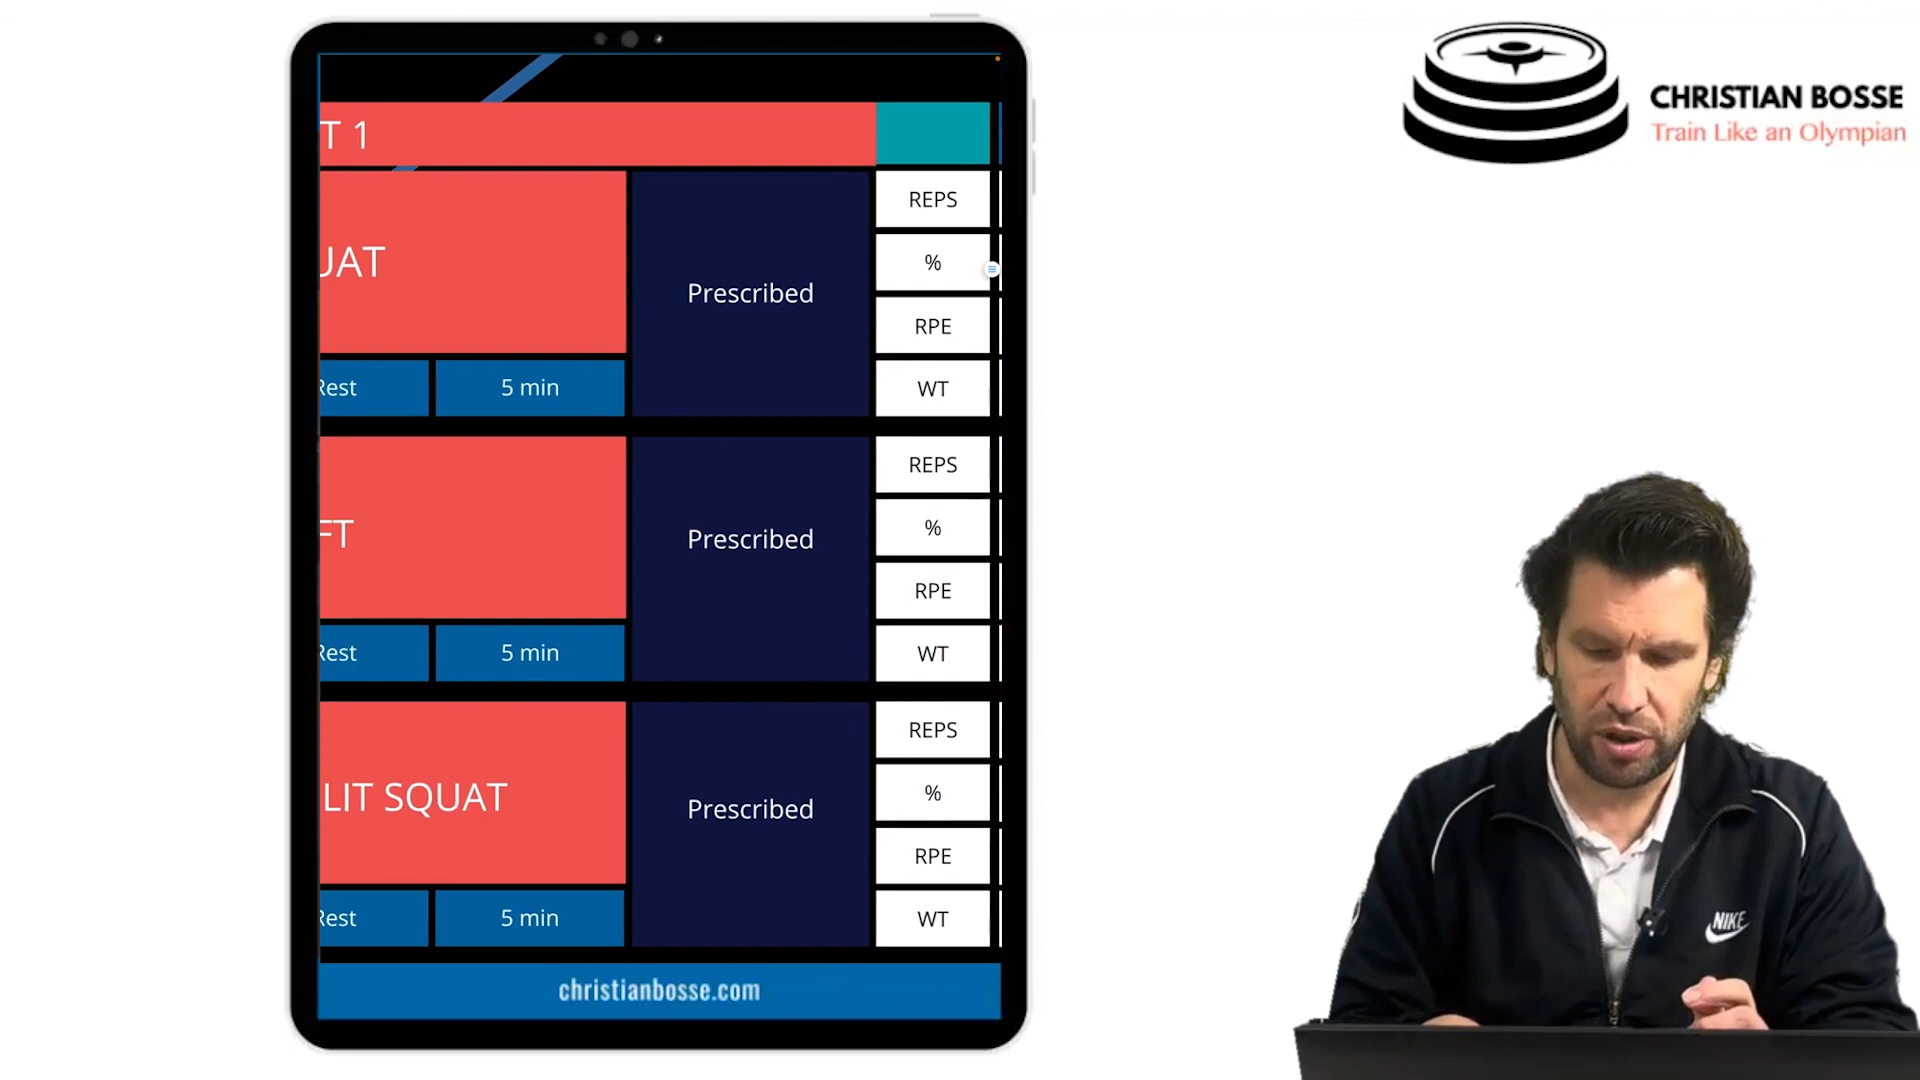 CHRISTIAN BOSSE
Train Like an Olympian
T 1
UAT
Prescribed
REPS
%
RPE
WT
Rest
5 min
FT
Prescribed
REPS
%
RPE
WT
Rest
5 min
LIT SQUAT
Prescribed
REPS
%
RPE
WT
Rest
5 min
christianbosse.com
NIKE